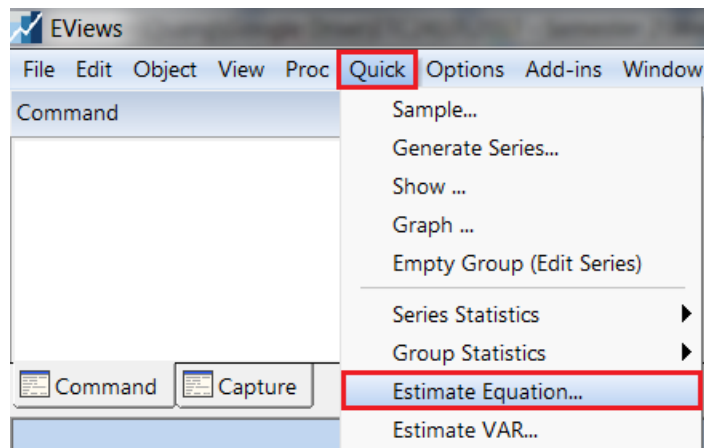 EViews
File Edit Object View Proc Quick Options Add-ins Window
Command
Sample...
Generate Series...
Show ...
Graph ...
Empty Group (Edit Series)
Series Statistics
Group Statistics
Command Capture
Estimate Equation...
Estimate VAR...